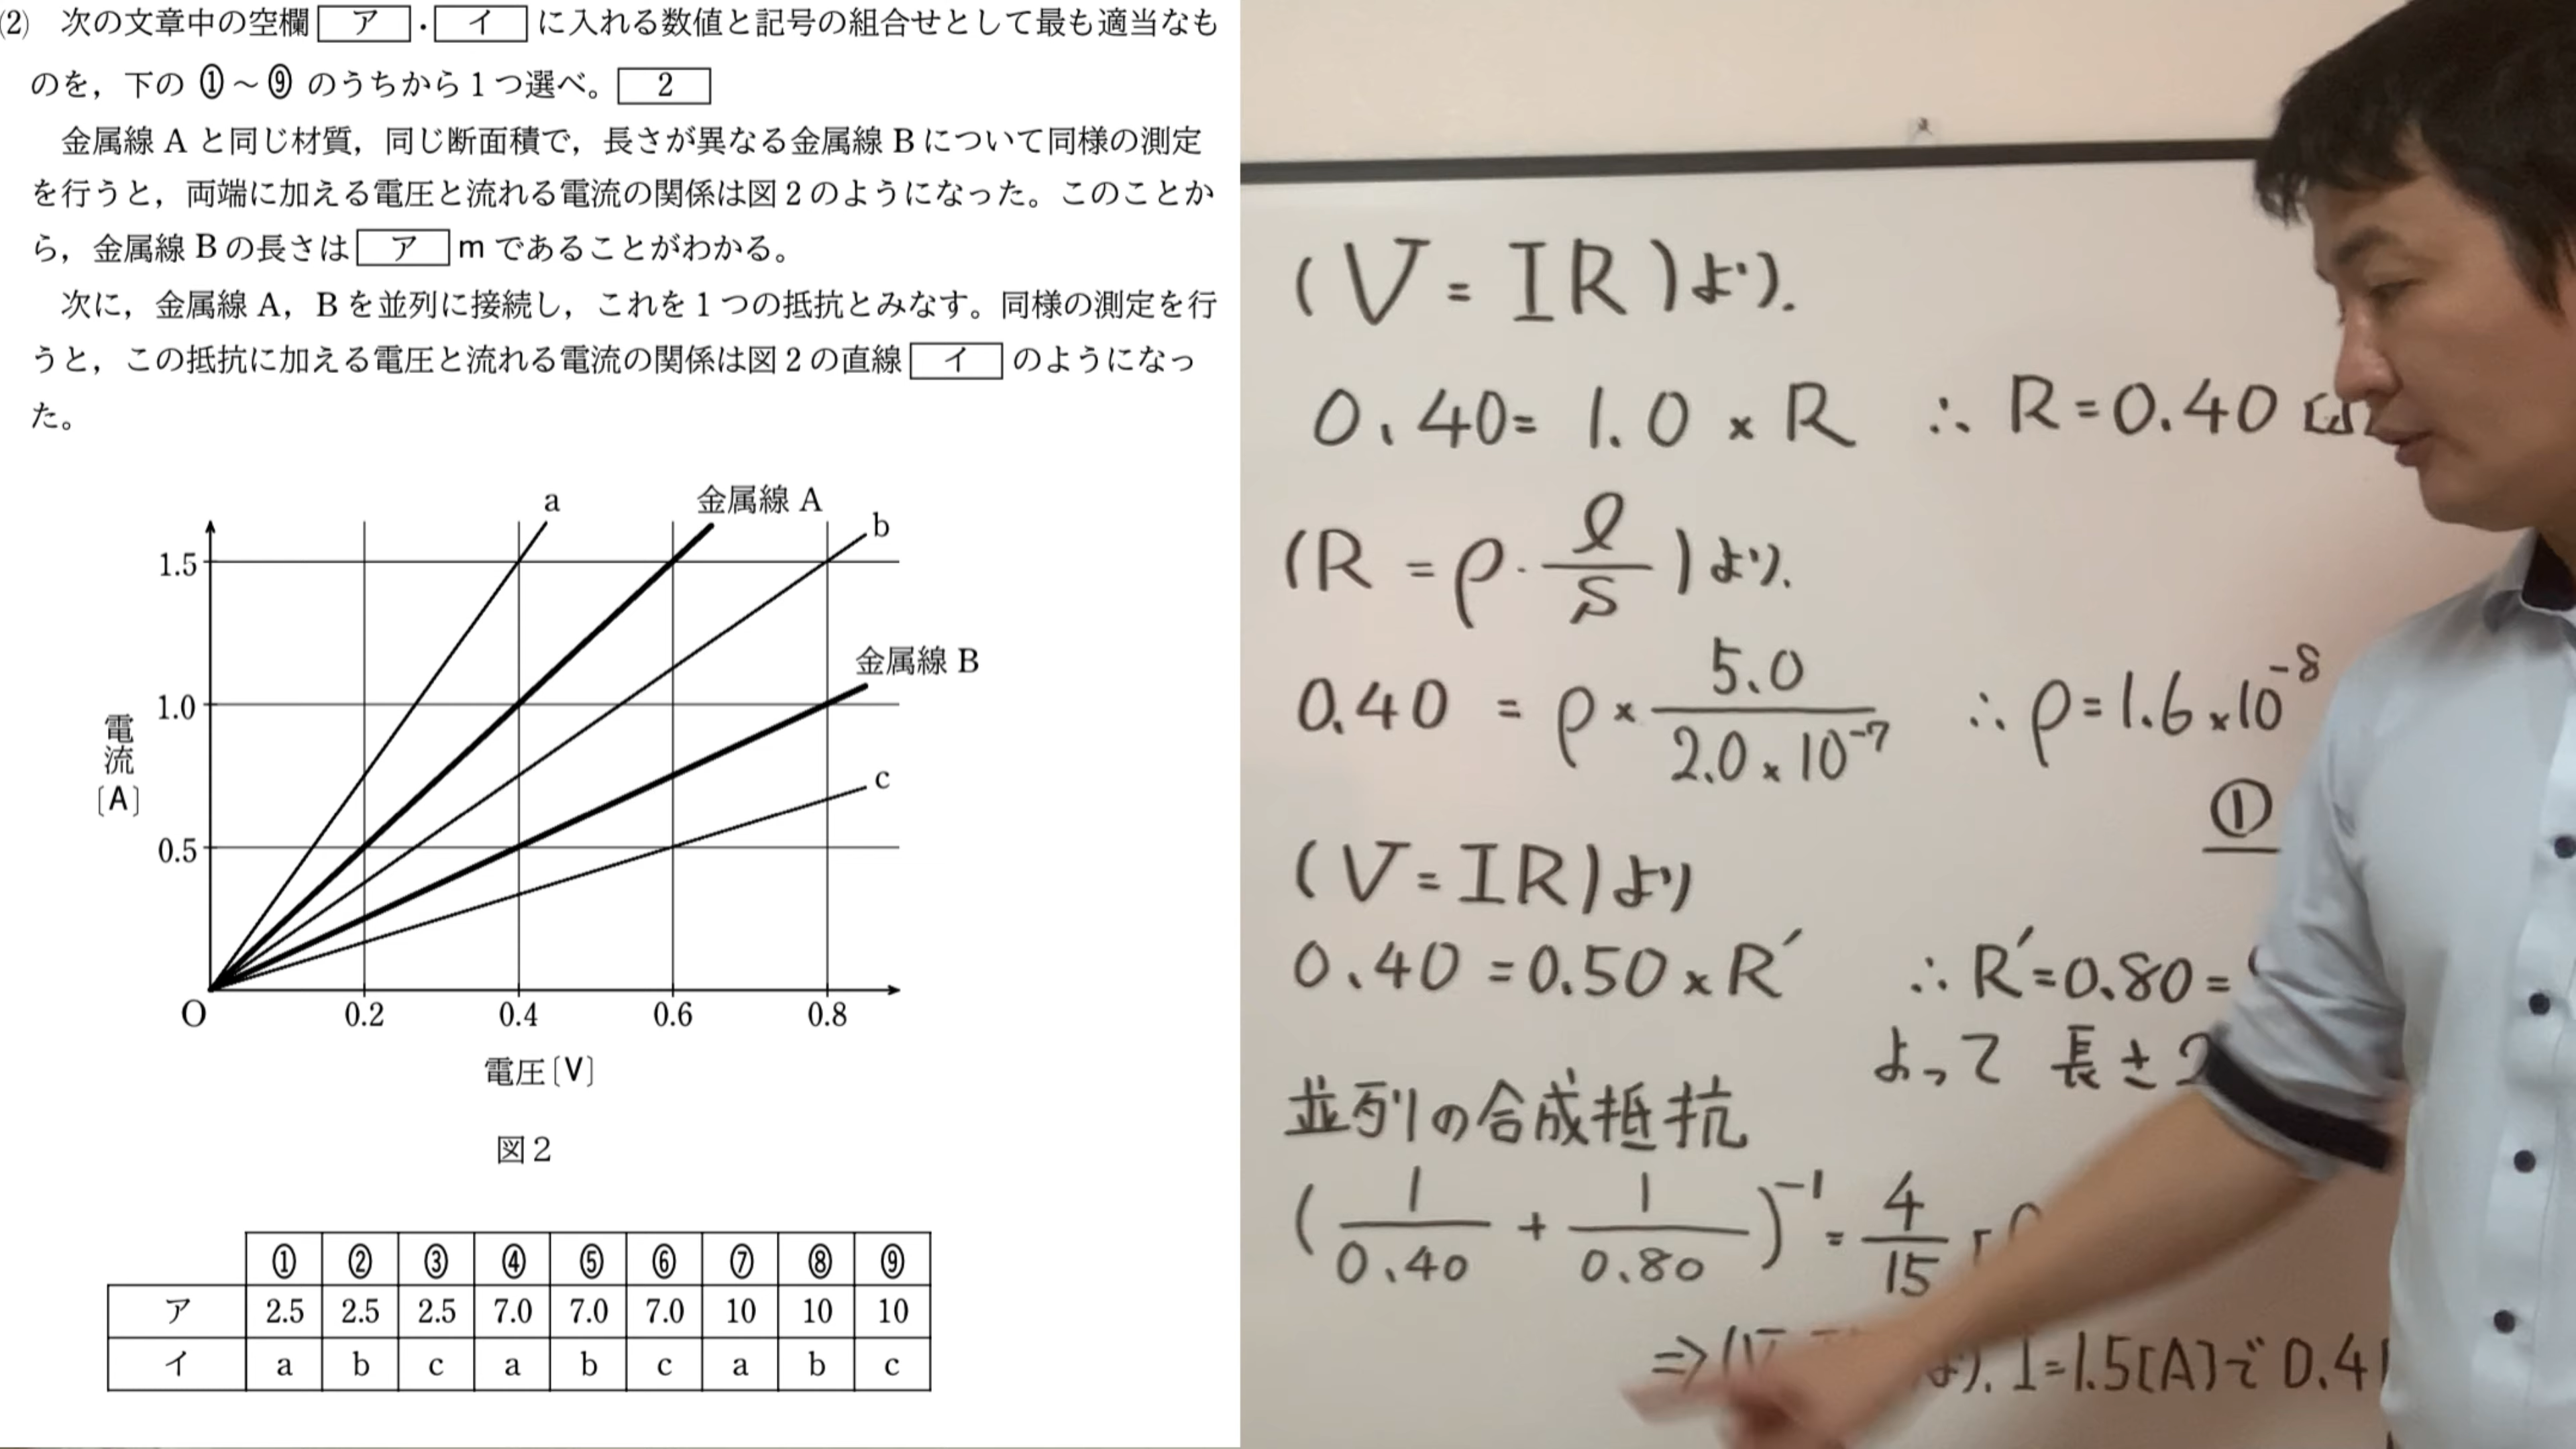 (2) 次の文章中の空欄 ア ・ イ に入れる数値と記号の組合せとして最も適当なも
のを，下の ①～⑨ のうちから1つ選べ。 2
金属線 A と同じ材質，同じ断面積で，長さが異なる金属線 B について同様の測定
を行うと，両端に加える電圧と流れる電流の関係は図2のようになった。このことか
ら，金属線 B の長さは ア m であることがわかる。
次に，金属線 A，B を並列に接続し，これを1つの抵抗とみなす。同様の測定を行
うと，この抵抗に加える電圧と流れる電流の関係は図2の直線 イ のようになっ
た。
a
金属線 A
b
金属線 B
c
1.5
1.0
0.5
電流〔A〕
O 0.2 0.4 0.6 0.8
電圧〔V〕
図2
① ② ③ ④ ⑤ ⑥ ⑦ ⑧ ⑨
ア 2.5 2.5 2.5 7.0 7.0 7.0 10 10 10
イ a b c a b c a b c
(V = IR)より.
0.40 = 1.0 × R ∴ R = 0.40
(R = ρ・ℓ/S)より.
0.40 = ρ × 5.0/2.0×10⁻⁷ ∴ ρ = 1.6×10⁻⁸
①
(V = IR)より
0.40 = 0.50 × R′ ∴ R′ = 0.80 =
よって 長さ2
並列の合成抵抗
(1/0.40 + 1/0.80)⁻¹ = 4/15
⇒ I = 1.5[A]で 0.4